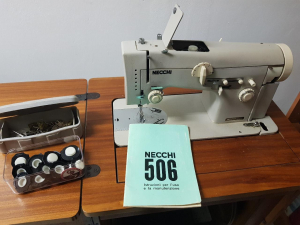 NECCHI
NECCHI
506
Istruzioni per l'uso
e la manutenzione